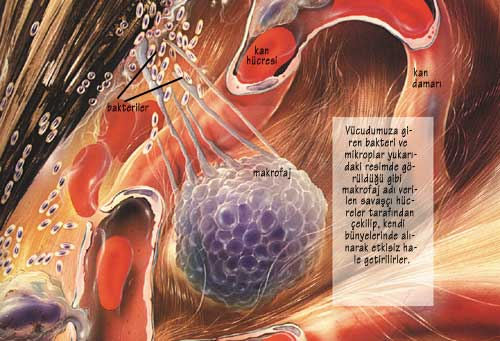 kan
hücresi
kan
damarı
bakteriler
makrofaj
Vücudumuza gi-
ren bakteri ve
mikroplar yukarı-
daki resimde gö-
rüldüğü gibi
makrofaj adı veri-
len savaşçı hüc-
reler tarafından
çekilip, kendi
bünyelerinde alı-
narak etkisiz ha-
le getirilirler.